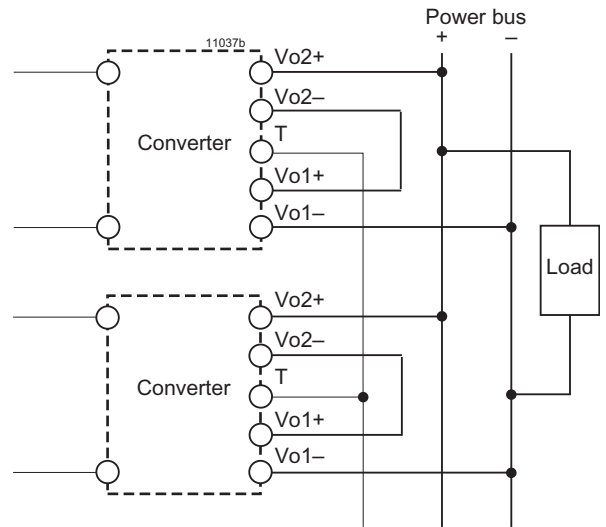 Power bus
+ –
11037b
Vo2+
Vo2–
T
Converter
Vo1+
Vo1–
Load
Vo2+
Vo2–
T
Converter
Vo1+
Vo1–